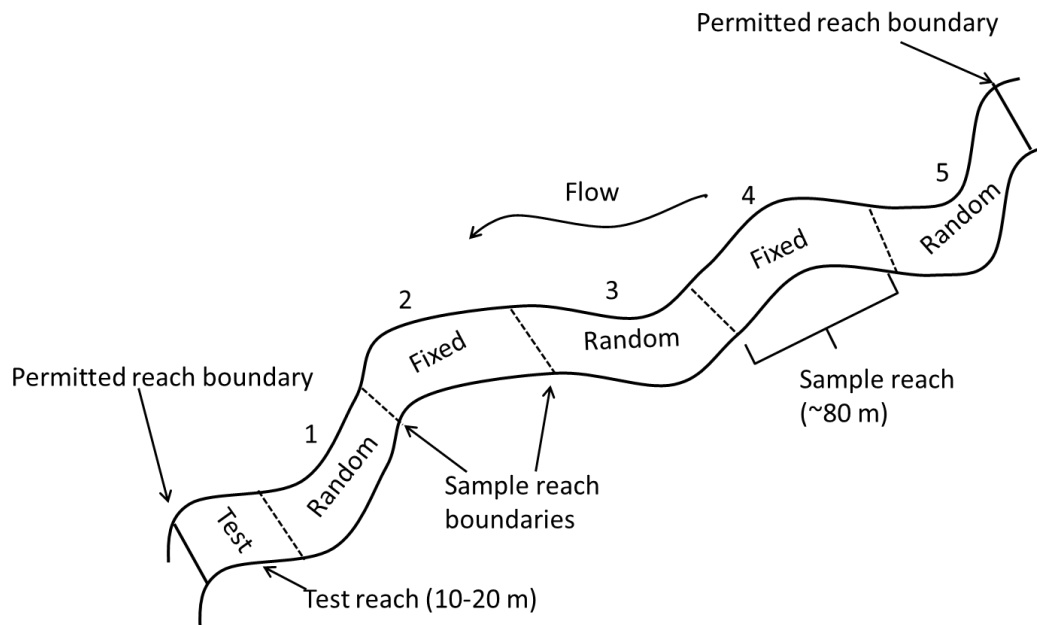 Permitted reach boundary
5
4
Flow
Random
Fixed
2
3
Random
Fixed
Permitted reach boundary
Sample reach
(~80 m)
1
Random
Sample reach
boundaries
Test
Test reach (10-20 m)